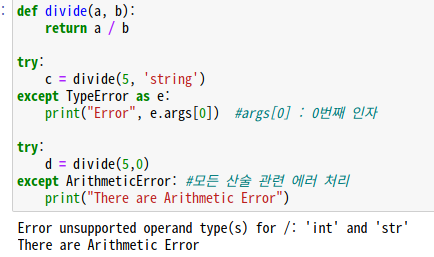 : def divide(a, b):
    return a / b

try:
    c = divide(5, 'string')
except TypeError as e:
    print("Error", e.args[0])  #args[0] : 0번째 인자

try:
    d = divide(5,0)
except ArithmeticError: #모든 산술 관련 에러 처리
    print("There are Arithmetic Error")

Error unsupported operand type(s) for /: 'int' and 'str'
There are Arithmetic Error